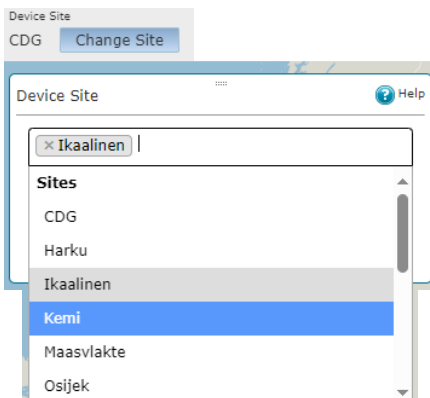 Device Site
CDG Change Site
Device Site ? Help
× Ikaalinen
Sites
CDG
Harku
Ikaalinen
Kemi
Maasvlakte
Osijek